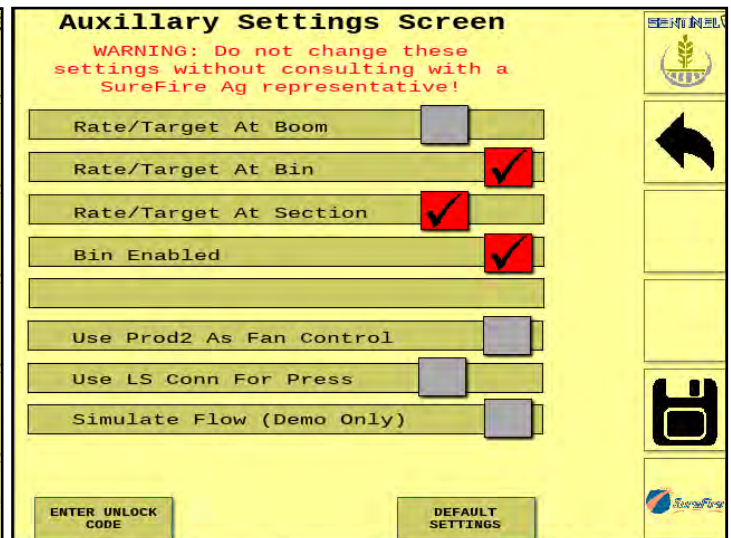 Auxillary Settings Screen
WARNING: Do not change these
settings without consulting with a
SureFire Ag representative!
Rate/Target At Boom
Rate/Target At Bin
Rate/Target At Section
Bin Enabled
Use Prod2 As Fan Control
Use LS Conn For Press
Simulate Flow (Demo Only)
ENTER UNLOCK
CODE
DEFAULT
SETTINGS
SENTINEL
SureFire